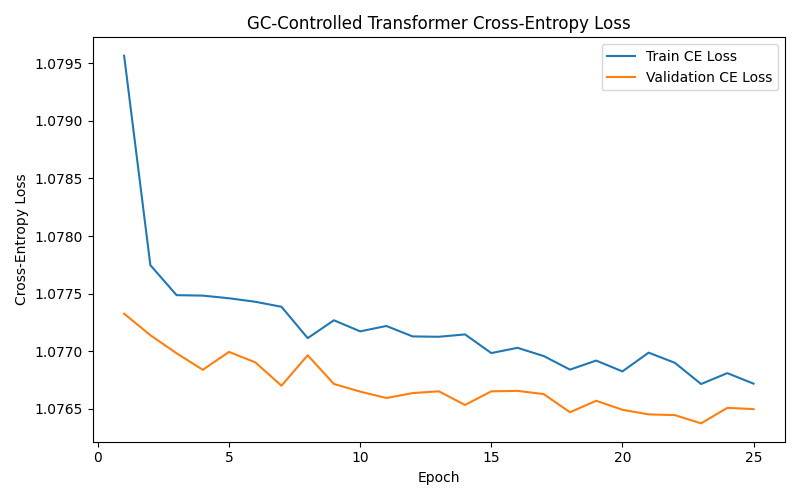 GC-Controlled Transformer Cross-Entropy Loss
Train CE Loss
Validation CE Loss
Cross-Entropy Loss
1.0795
1.0790
1.0785
1.0780
1.0775
1.0770
1.0765
0
5
10
15
20
25
Epoch